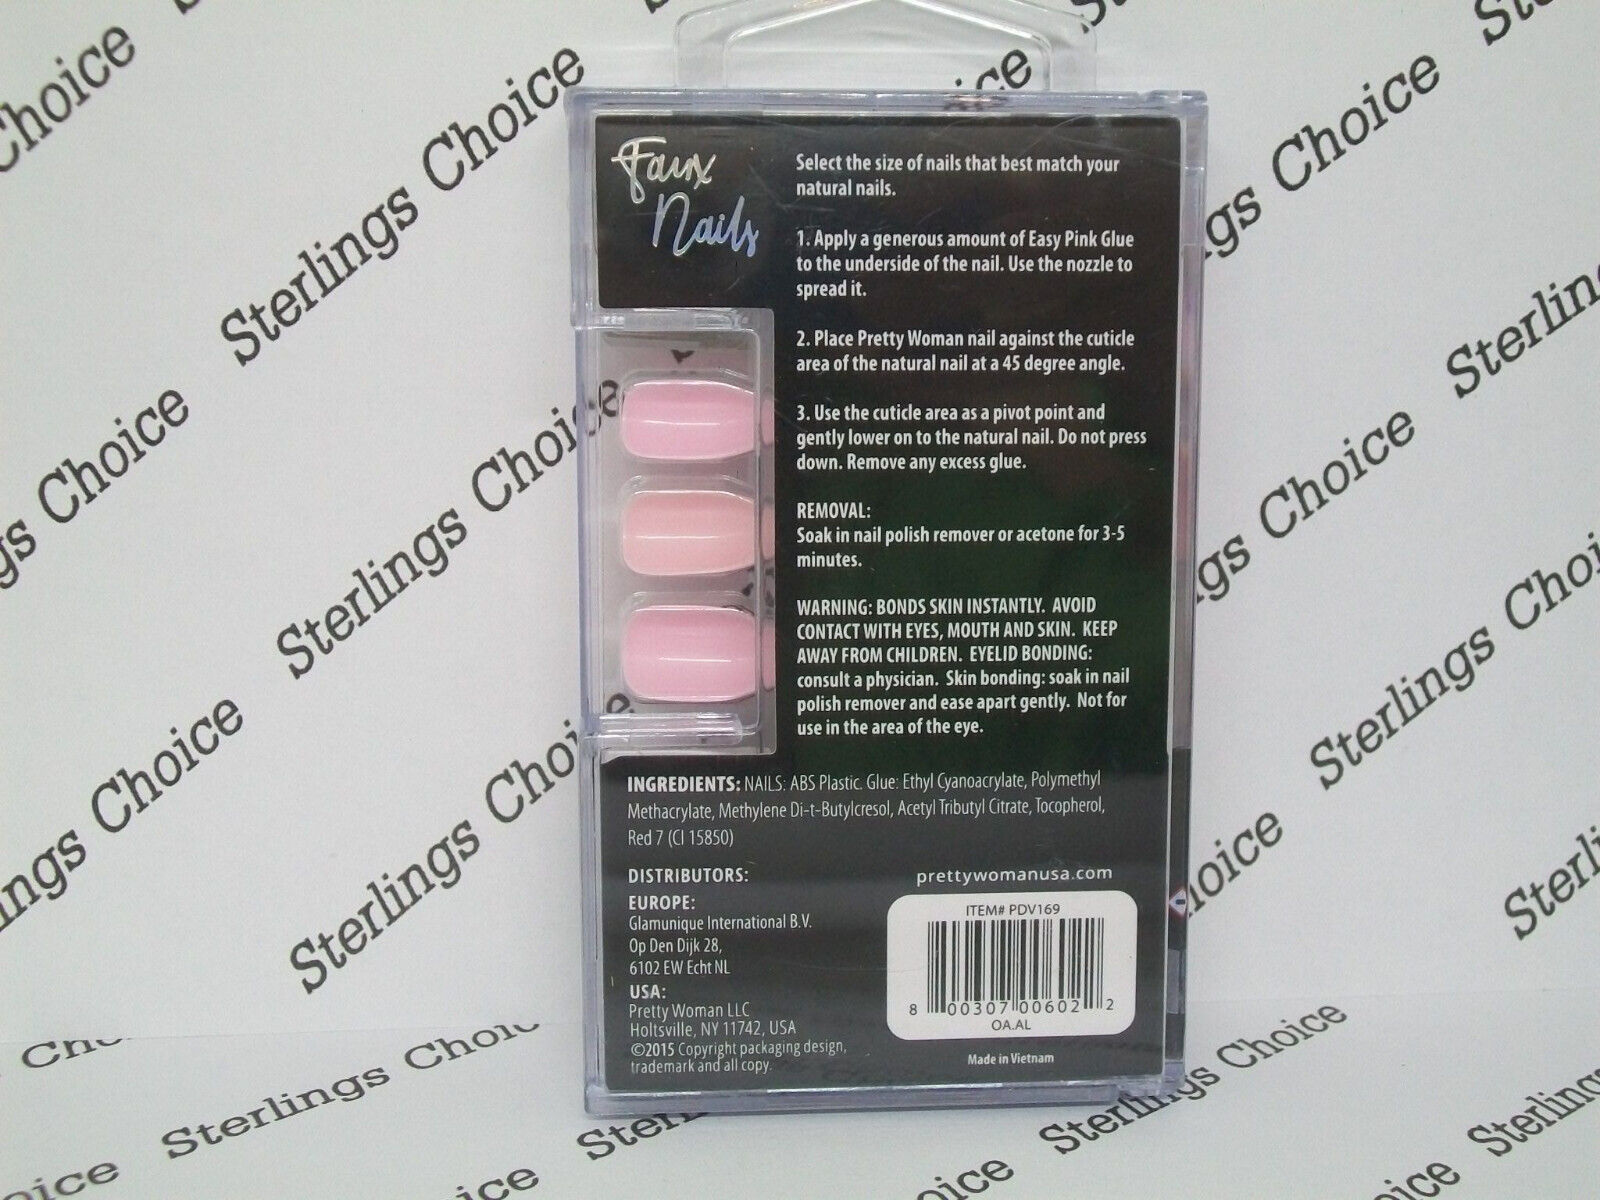 Faux
Nails
Select the size of nails that best match your
natural nails.
1. Apply a generous amount of Easy Pink Glue
to the underside of the nail. Use the nozzle to
spread it.
2. Place Pretty Woman nail against the cuticle
area of the natural nail at a 45 degree angle.
3. Use the cuticle area as a pivot point and
gently lower on to the natural nail. Do not press
down. Remove any excess glue.
REMOVAL:
Soak in nail polish remover or acetone for 3-5
minutes.
WARNING: BONDS SKIN INSTANTLY. AVOID
CONTACT WITH EYES, MOUTH AND SKIN. KEEP
AWAY FROM CHILDREN. EYELID BONDING:
consult a physician. Skin bonding: soak in nail
polish remover and ease apart gently. Not for
use in the area of the eye.
INGREDIENTS: NAILS: ABS Plastic. Glue: Ethyl Cyanoacrylate, Polymethyl
Methacrylate, Methylene Di-t-Butylcresol, Acetyl Tributyl Citrate, Tocopherol,
Red 7 (CI 15850)
DISTRIBUTORS:
EUROPE:
Glamunique International B.V.
Op Den Dijk 28,
6102 EW Echt NL
USA:
Pretty Woman LLC
Holtsville, NY 11742, USA
©2015 Copyright packaging design,
trademark and all copy.
prettywomanusa.com
ITEM# PDV169
8 00307 00602 2
OA.AL
Made in Vietnam
Sterlings Choice
Sterlings Choice
Sterlings Choice
Sterlings Choice
Sterlings Choice
Sterlings Choice